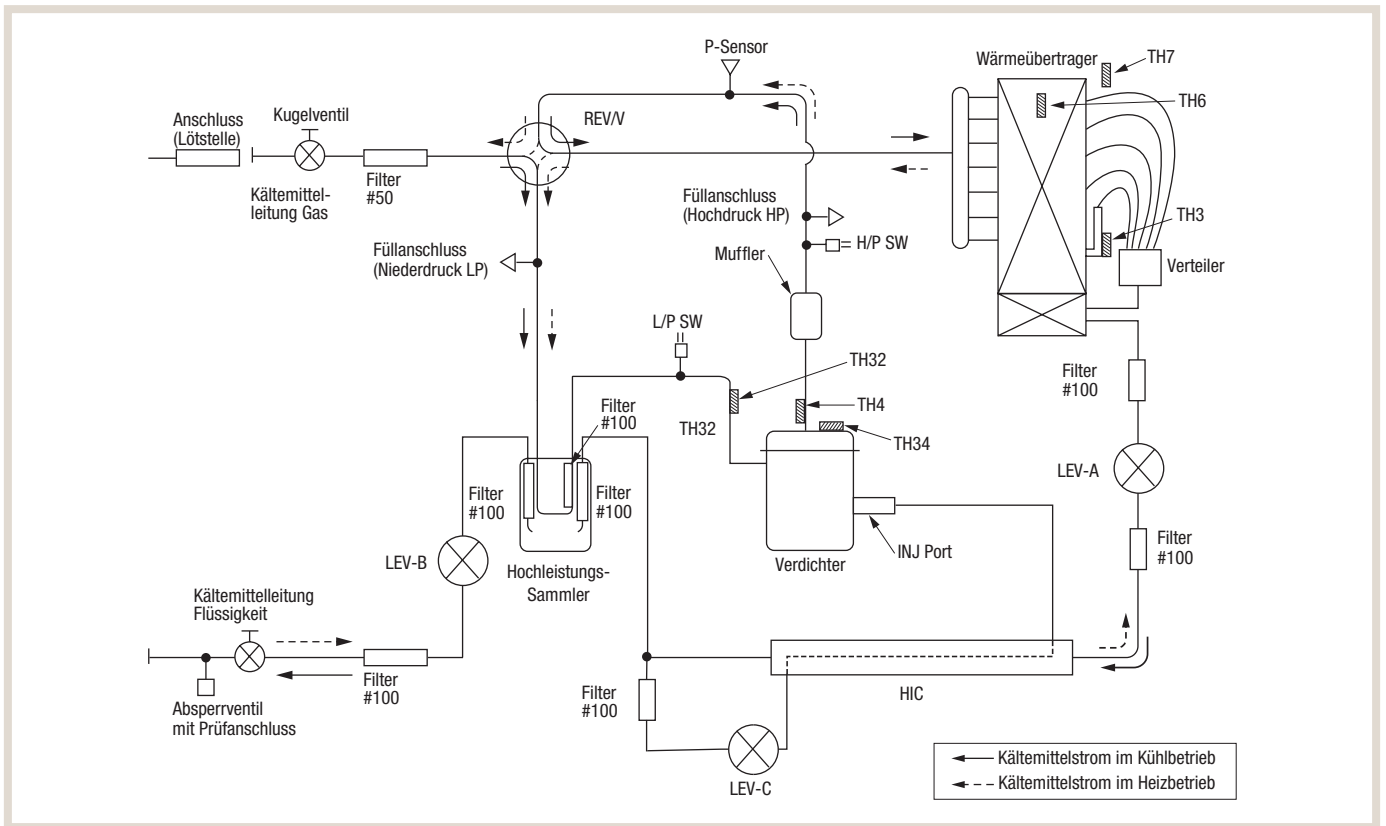 P-Sensor
Wärmeübertrager
TH7
TH6
Anschluss
(Lötstelle)
Kugelventil
REV/V
Filter
#50
Kältemittel-
leitung Gas
Füllanschluss
(Hochdruck HP)
H/P SW
TH3
Füllanschluss
(Niederdruck LP)
Muffler
Verteiler
L/P SW
TH32
Filter
#100
TH4
Filter
#100
TH32
TH34
LEV-A
Filter
#100
Filter
#100
INJ Port
Filter
#100
LEV-B
Hochleistungs-
Sammler
Verdichter
Kältemittelleitung
Flüssigkeit
Filter
#100
Filter
#100
HIC
Absperrventil
mit Prüfanschluss
LEV-C
Kältemittelstrom im Kühlbetrieb
Kältemittelstrom im Heizbetrieb